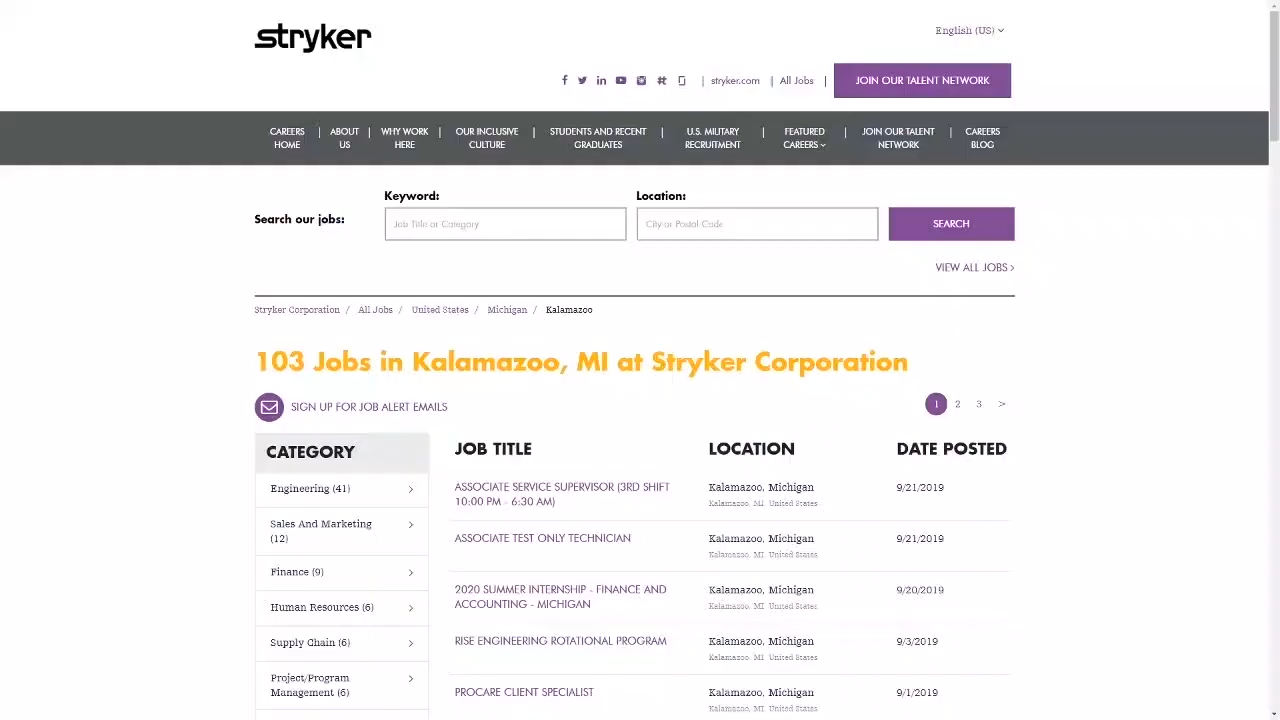 stryker
English (US)
stryker.com | All Jobs | JOIN OUR TALENT NETWORK
CAREERS HOME | ABOUT US | WHY WORK HERE | OUR INCLUSIVE CULTURE | STUDENTS AND RECENT GRADUATES | U.S. MILITARY RECRUITMENT | FEATURED CAREERS | JOIN OUR TALENT NETWORK | CAREERS BLOG
Search our jobs:
Keyword:
Job Title or Category
Location:
City or Postal Code
SEARCH
VIEW ALL JOBS >
Stryker Corporation / All Jobs / United States / Michigan / Kalamazoo
103 Jobs in Kalamazoo, MI at Stryker Corporation
SIGN UP FOR JOB ALERT EMAILS
1 2 3 >
CATEGORY
Engineering (41)
Sales And Marketing
(12)
Finance (9)
Human Resources (6)
Supply Chain (6)
Project/Program
Management (6)
JOB TITLE LOCATION DATE POSTED
ASSOCIATE SERVICE SUPERVISOR (3RD SHIFT
10:00 PM - 6:30 AM)
Kalamazoo, Michigan
Kalamazoo, MI United States
9/21/2019
ASSOCIATE TEST ONLY TECHNICIAN
Kalamazoo, Michigan
Kalamazoo, MI United States
9/21/2019
2020 SUMMER INTERNSHIP - FINANCE AND
ACCOUNTING - MICHIGAN
Kalamazoo, Michigan
Kalamazoo, MI United States
9/20/2019
RISE ENGINEERING ROTATIONAL PROGRAM
Kalamazoo, Michigan
Kalamazoo, MI United States
9/3/2019
PROCARE CLIENT SPECIALIST
Kalamazoo, Michigan
Kalamazoo, MI United States
9/1/2019